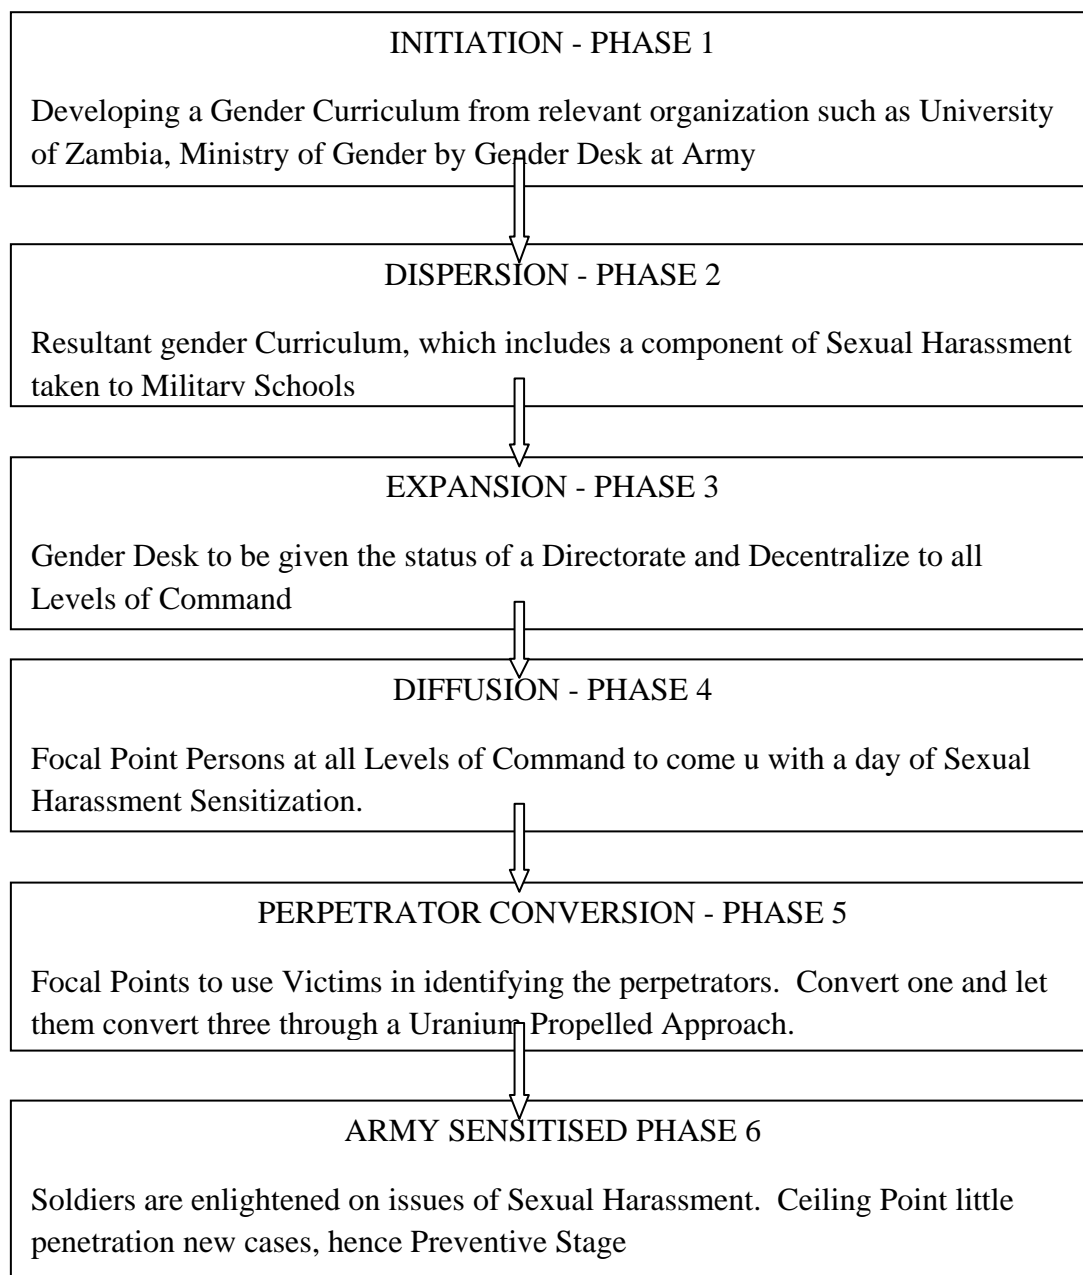 INITIATION - PHASE 1
Developing a Gender Curriculum from relevant organization such as University
of Zambia, Ministry of Gender by Gender Desk at Army
DISPERSION - PHASE 2
Resultant gender Curriculum, which includes a component of Sexual Harassment
taken to Military Schools
EXPANSION - PHASE 3
Gender Desk to be given the status of a Directorate and Decentralize to all
Levels of Command
DIFFUSION - PHASE 4
Focal Point Persons at all Levels of Command to come u with a day of Sexual
Harassment Sensitization.
PERPETRATOR CONVERSION - PHASE 5
Focal Points to use Victims in identifying the perpetrators.  Convert one and let
them convert three through a Uranium Propelled Approach.
ARMY SENSITISED PHASE 6
Soldiers are enlightened on issues of Sexual Harassment.  Ceiling Point little
penetration new cases, hence Preventive Stage